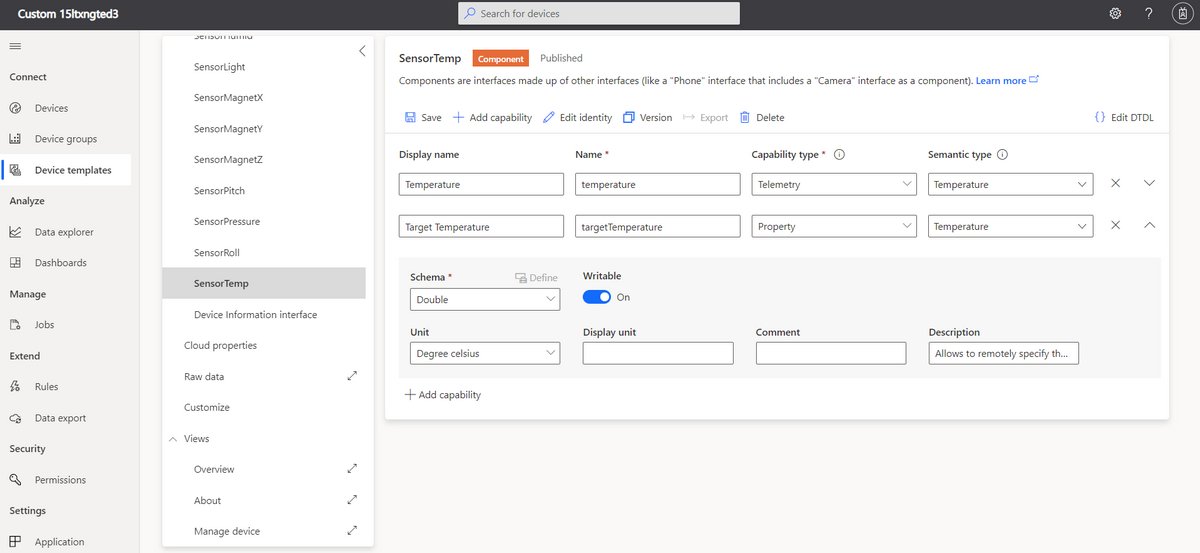 Custom 15ltxngted3
Search for devices
?
Connect
Devices
Device groups
Device templates
Analyze
Data explorer
Dashboards
Manage
Jobs
Extend
Rules
Data export
Security
Permissions
Settings
Application
SensorHumid
SensorLight
SensorMagnetX
SensorMagnetY
SensorMagnetZ
SensorPitch
SensorPressure
SensorRoll
SensorTemp
Device Information interface
Cloud properties
Raw data
Customize
Views
Overview
About
Manage device
SensorTemp Component Published
Components are interfaces made up of other interfaces (like a "Phone" interface that includes a "Camera" interface as a component). Learn more
Save Add capability Edit identity Version Export Delete {} Edit DTDL
Display name Name * Capability type * Semantic type
Temperature temperature Telemetry Temperature
Target Temperature targetTemperature Property Temperature
Schema * Define Writable
Double On
Unit Display unit Comment Description
Degree celsius Allows to remotely specify th...
Add capability